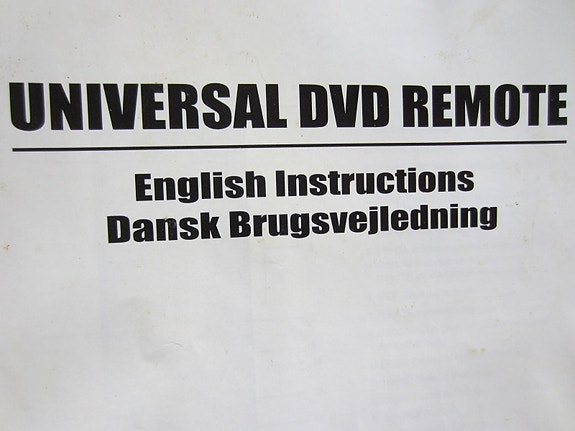 UNIVERSAL DVD REMOTE
English Instructions
Dansk Brugsvejledning